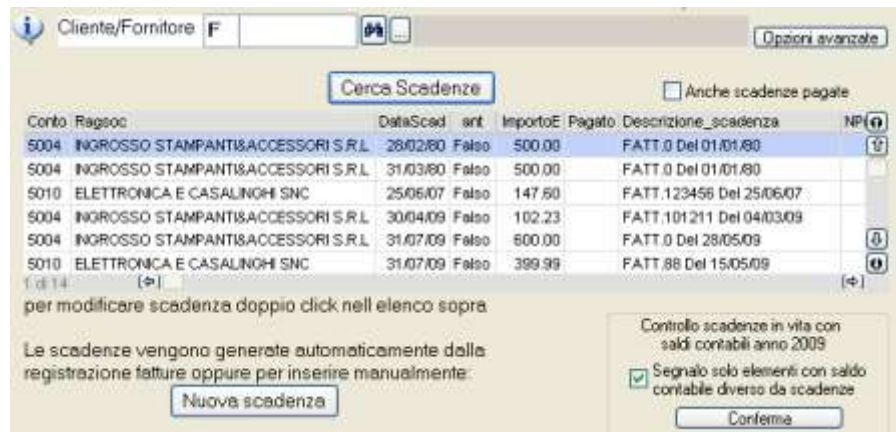 Cliente/Fornitore F
...
Opzioni avanzate
Cerca Scadenze
Anche scadenze pagate
Conto Ragsoc DataScad ant ImportoE Pagato Descrizione_scadenza
5004 INGROSSO STAMPANTI&ACCESSORI S.R.L 28/02/80 Falso 500.00 FATT.0 Del 01/01/80
5004 INGROSSO STAMPANTI&ACCESSORI S.R.L 31/03/80 Falso 500.00 FATT.0 Del 01/01/80
5010 ELETTRONICA E CASALINGHI SNC 25/06/07 Falso 147.60 FATT.123456 Del 25/06/07
5004 INGROSSO STAMPANTI&ACCESSORI S.R.L 30/04/09 Falso 102.23 FATT.101211 Del 04/03/09
5004 INGROSSO STAMPANTI&ACCESSORI S.R.L 31/07/09 Falso 600.00 FATT.0 Del 28/05/09
5010 ELETTRONICA E CASALINGHI SNC 31/07/09 Falso 399.99 FATT.88 Del 15/05/09
1 di 14
per modificare scadenza doppio click nell elenco sopra
Controllo scadenze in vita con
saldi contabili anno 2009
Le scadenze vengono generate automaticamente dalla
registrazione fatture oppure per inserire manualmente:
Segnalo solo elementi con saldo
contabile diverso da scadenze
Nuova scadenza
Conferma